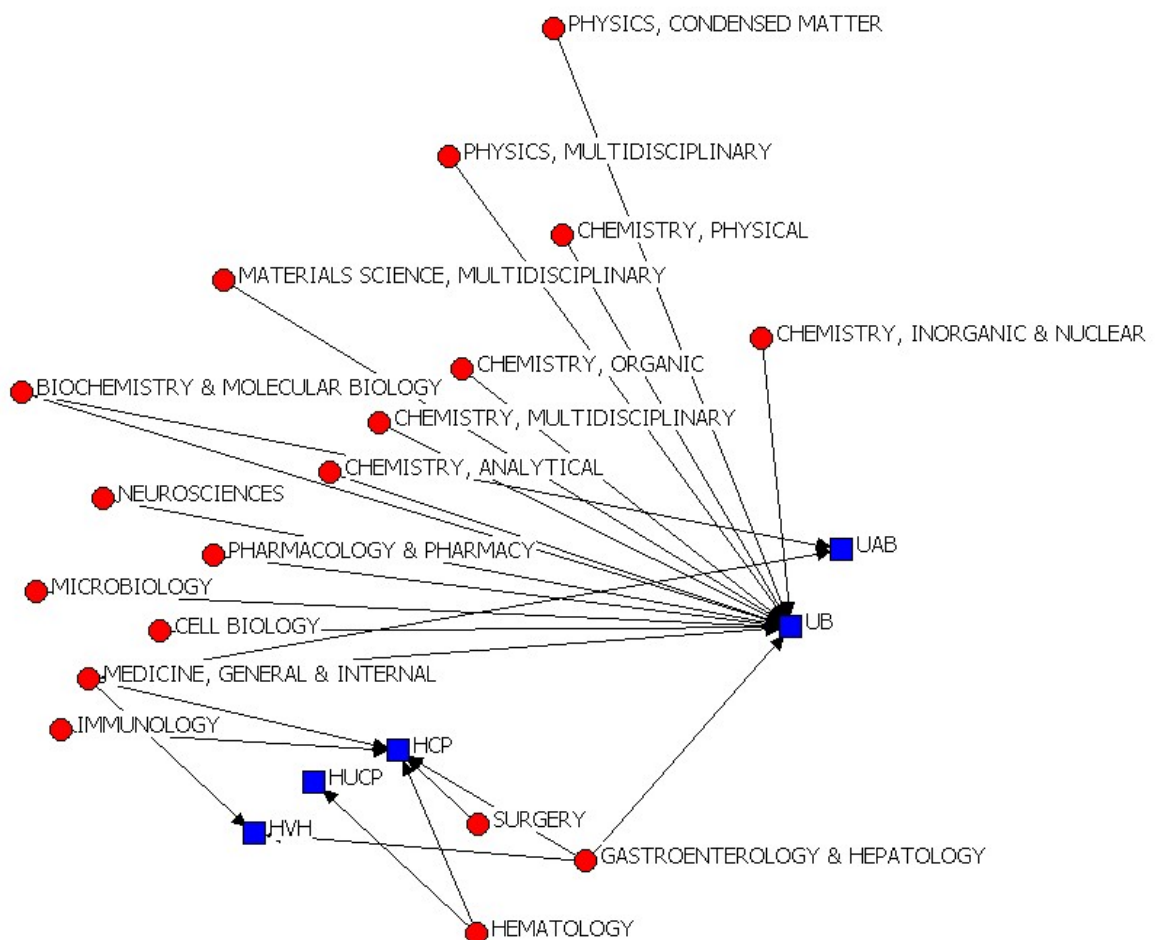 PHYSICS, CONDENSED MATTER
PHYSICS, MULTIDISCIPLINARY
CHEMISTRY, PHYSICAL
MATERIALS SCIENCE, MULTIDISCIPLINARY
CHEMISTRY, INORGANIC & NUCLEAR
CHEMISTRY, ORGANIC
BIOCHEMISTRY & MOLECULAR BIOLOGY
CHEMISTRY, MULTIDISCIPLINARY
CHEMISTRY, ANALYTICAL
NEUROSCIENCES
UAB
PHARMACOLOGY & PHARMACY
MICROBIOLOGY
UB
CELL BIOLOGY
MEDICINE, GENERAL & INTERNAL
IMMUNOLOGY
HCP
HUCP
SURGERY
HVH
GASTROENTEROLOGY & HEPATOLOGY
HEMATOLOGY